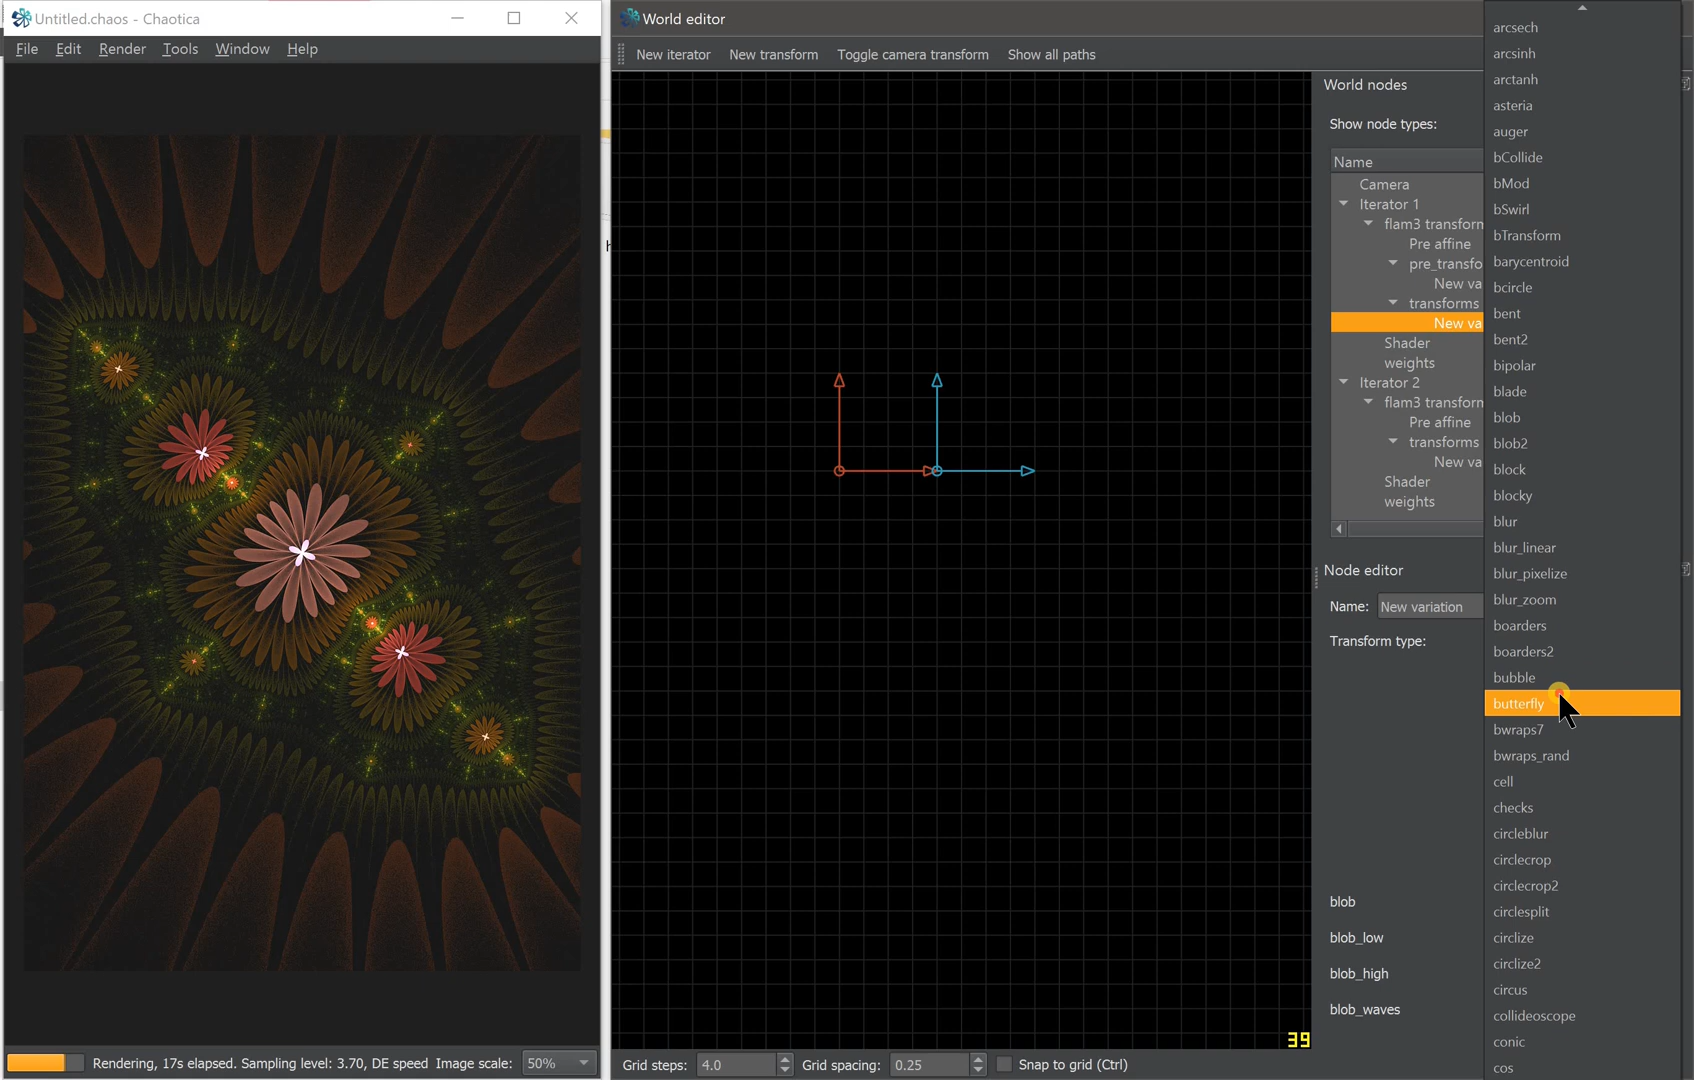 Untitled.chaos - Chaotica
File Edit Render Tools Window Help
Rendering, 17s elapsed. Sampling level: 3.70, DE speed Image scale: 50%
World editor
New iterator New transform Toggle camera transform Show all paths
39
Grid steps: 4.0 Grid spacing: 0.25 Snap to grid (Ctrl)
World nodes
Show node types:
Name
Camera
Iterator 1
flam3 transform
Pre affine
pre_transfo
New va
transforms
New va
Shader
weights
Iterator 2
flam3 transform
Pre affine
transforms
New va
Shader
weights
Node editor
Name: New variation
Transform type:
blob
blob_low
blob_high
blob_waves
arcsech
arcsinh
arctanh
asteria
auger
bCollide
bMod
bSwirl
bTransform
barycentroid
bcircle
bent
bent2
bipolar
blade
blob
blob2
block
blocky
blur
blur_linear
blur_pixelize
blur_zoom
boarders
boarders2
bubble
butterfly
bwraps7
bwraps_rand
cell
checks
circleblur
circlecrop
circlecrop2
circlesplit
circlize
circlize2
circus
collideoscope
conic
cos